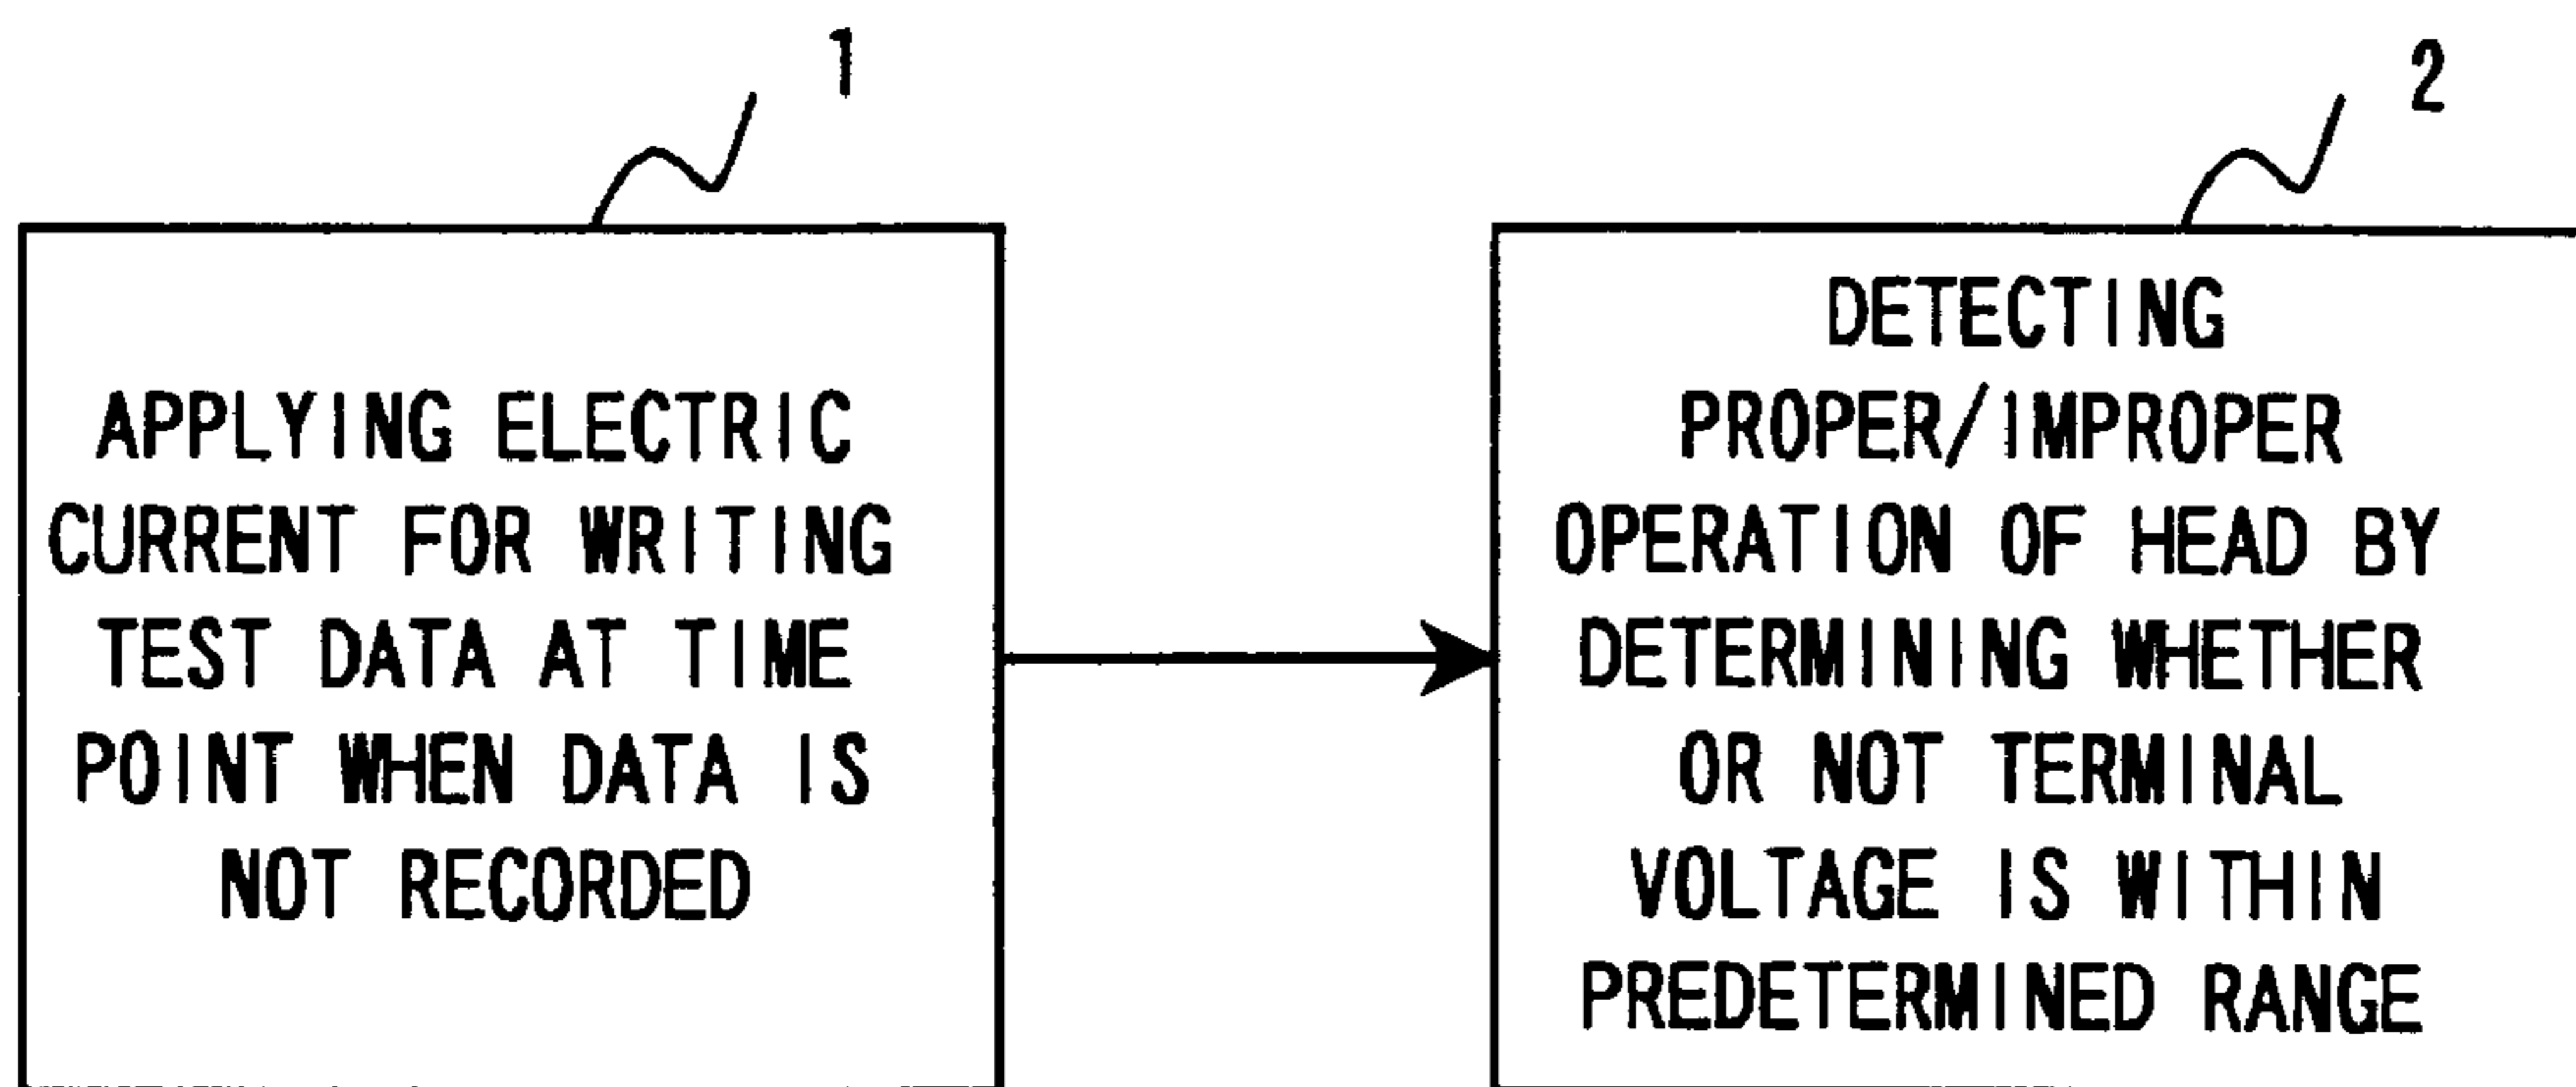 1
APPLYING ELECTRIC
CURRENT FOR WRITING
TEST DATA AT TIME
POINT WHEN DATA IS
NOT RECORDED
2
DETECTING
PROPER/IMPROPER
OPERATION OF HEAD BY
DETERMINING WHETHER
OR NOT TERMINAL
VOLTAGE IS WITHIN
PREDETERMINED RANGE